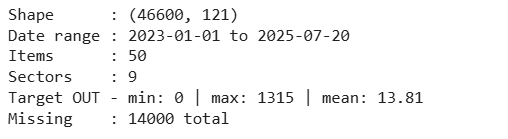 Shape      : (46600, 121)
Date range : 2023-01-01 to 2025-07-20
Items      : 50
Sectors    : 9
Target OUT - min: 0 | max: 1315 | mean: 13.81
Missing    : 14000 total